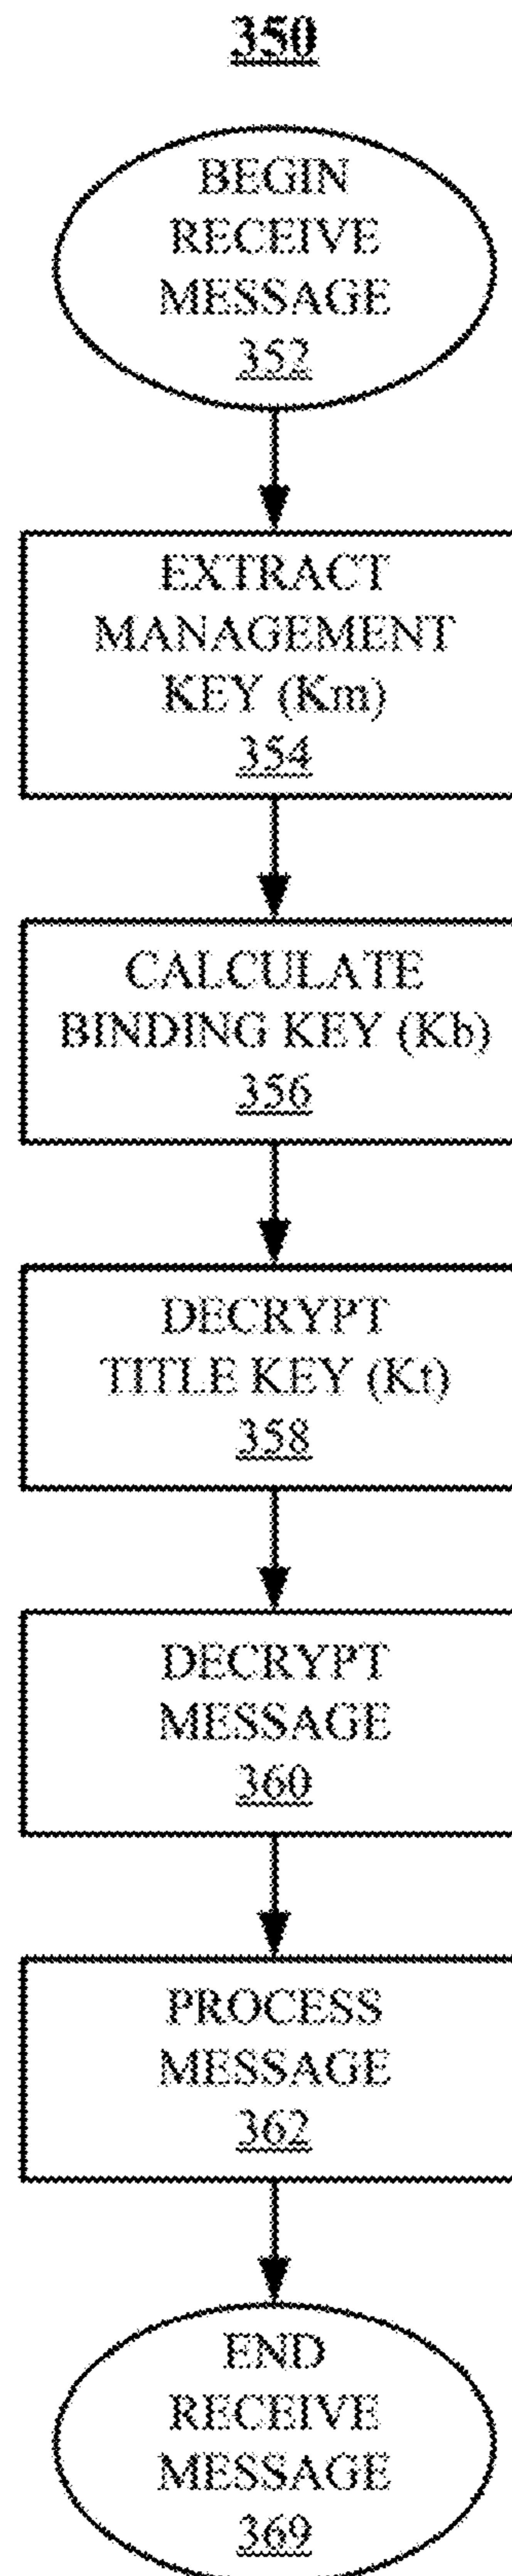 350
BEGIN
RECEIVE
MESSAGE
352
EXTRACT
MANAGEMENT
KEY (Km)
354
CALCULATE
BINDING KEY (Kb)
356
DECRYPT
TITLE KEY (Kt)
358
DECRYPT
MESSAGE
360
PROCESS
MESSAGE
362
END
RECEIVE
MESSAGE
369